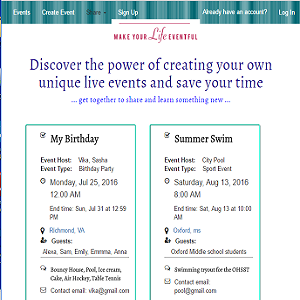 Events Create Event Share Sign Up Already have an account? Log In
MAKE YOUR Life EVENTFUL
Discover the power of creating your own
unique live events and save your time
... get together to share and learn something new ...
My Birthday
Event Host: Vika, Sasha
Event Type: Birthday Party
Monday, Jul 25, 2016
12:00 AM
End time: Sun, Jul 31 at 12:59
PM
Richmond, VA
Guests:
Alexa, Sam, Emily, Emmma, Anna
Bouncy House, Pool, Ice cream,
Cake, Air Hockey, Table Tennis
Contact email: vika@gmail.com
Summer Swim
Event Host: City Pool
Event Type: Sport Event
Saturday, Aug 13, 2016
8:00 AM
End time: Sat, Aug 13 at 10:00
AM
Oxford, ms
Guests:
Oxford Middle school students
Swimming tryout for the OHSST
Contact email:
pool@gmail.com